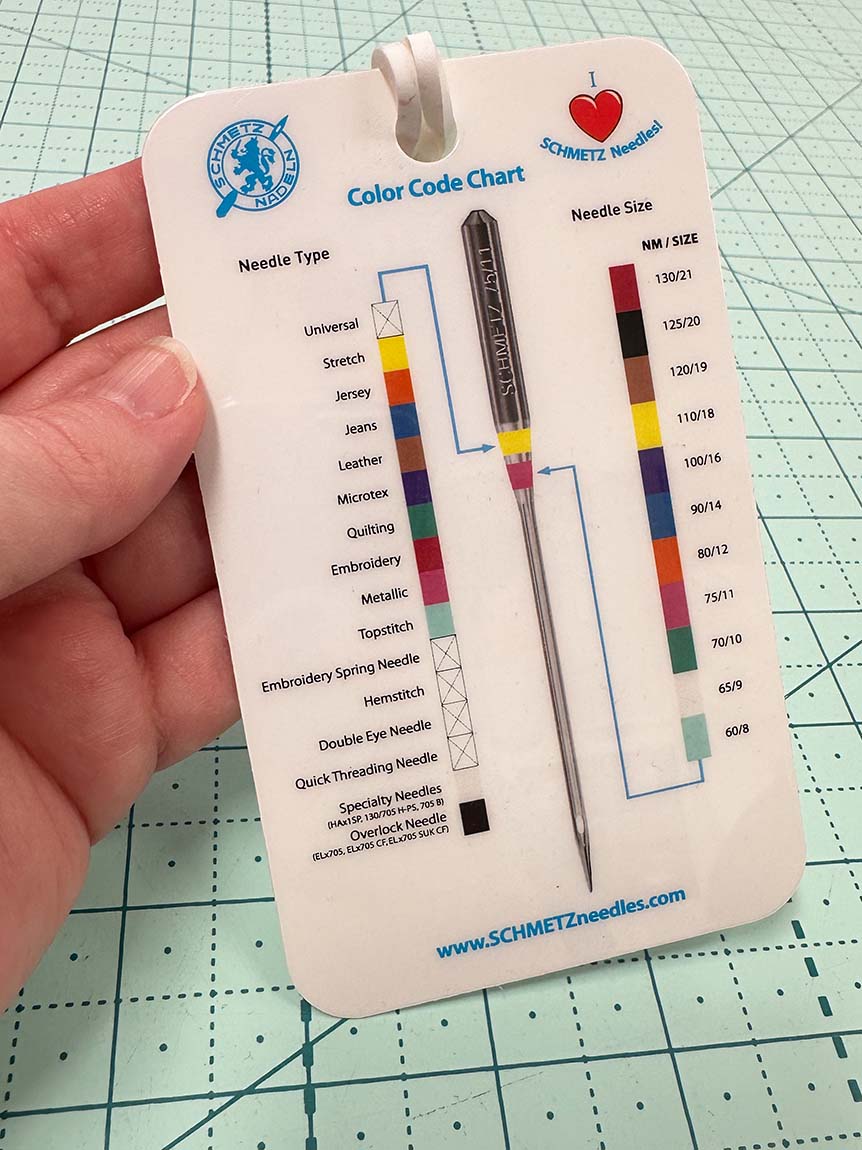 SCHMETZ
NADELN
I
SCHMETZ Needles!
Color Code Chart
Needle Type
Universal
Stretch
Jersey
Jeans
Leather
Microtex
Quilting
Embroidery
Metallic
Topstitch
Embroidery Spring Needle
Hemstitch
Double Eye Needle
Quick Threading Needle
Specialty Needles
(HAx1SP, 130/705 H-PS, 705 B)
Overlock Needle
(ELx705, ELx705 CF, ELx705 SUK CF)
SCHMETZ 75/11
Needle Size
NM / SIZE
130/21
125/20
120/19
110/18
100/16
90/14
80/12
75/11
70/10
65/9
60/8
www.SCHMETZneedles.com